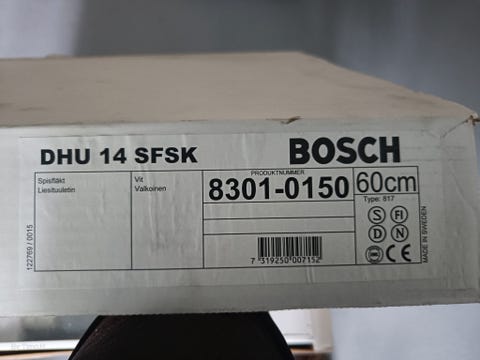 DHU 14 SFSK
BOSCH
Spisfläkt
Liesituuletin
Vit
Valkoinen
PRODUKTNUMMER
8301-0150
60cm
Type: 817
S FI
D N
CE
MADE IN SWEDEN
122769 / 0015
7 319250 007152